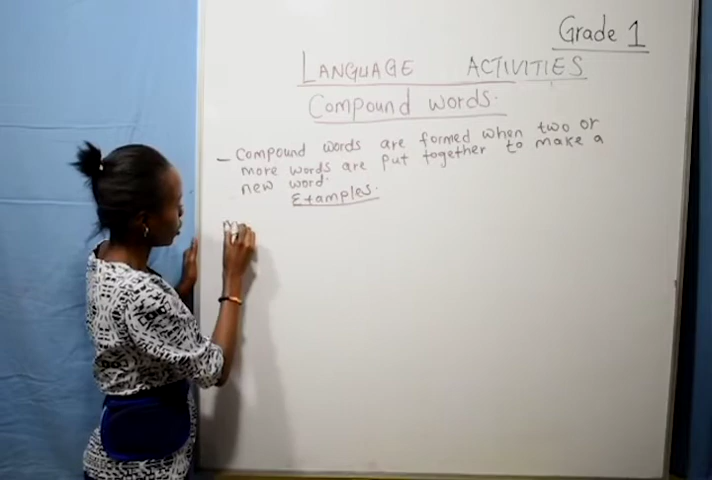 Grade 1
LANGUAGE ACTIVITIES
Compound words.
- Compound words are formed when two or
more words are put together to make a
new word.
Examples.